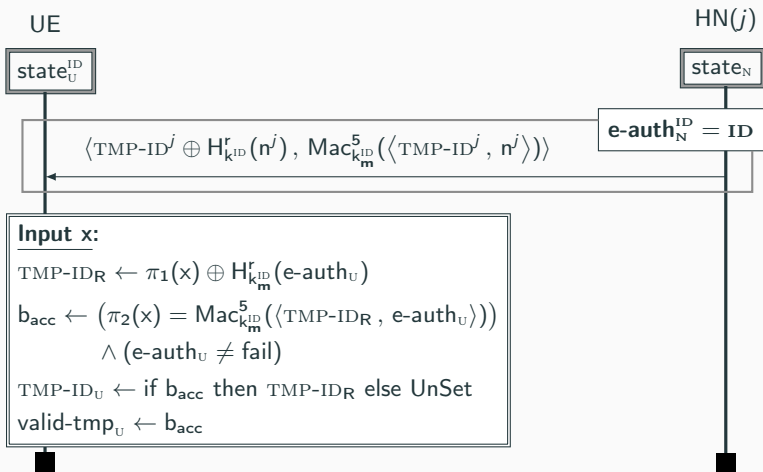 UE
HN(j)
state_U^ID
state_N
e-auth_N^ID = ID
⟨TMP-ID^j ⊕ H^r_{k^ID}(n^j) , Mac^5_{k_m^ID}(⟨TMP-ID^j , n^j⟩)⟩
Input x:
TMP-ID_R ← π₁(x) ⊕ H^r_{k_m^ID}(e-auth_U)
b_acc ← (π₂(x) = Mac^5_{k_m^ID}(⟨TMP-ID_R , e-auth_U⟩))
∧ (e-auth_U ≠ fail)
TMP-ID_U ← if b_acc then TMP-ID_R else UnSet
valid-tmp_U ← b_acc